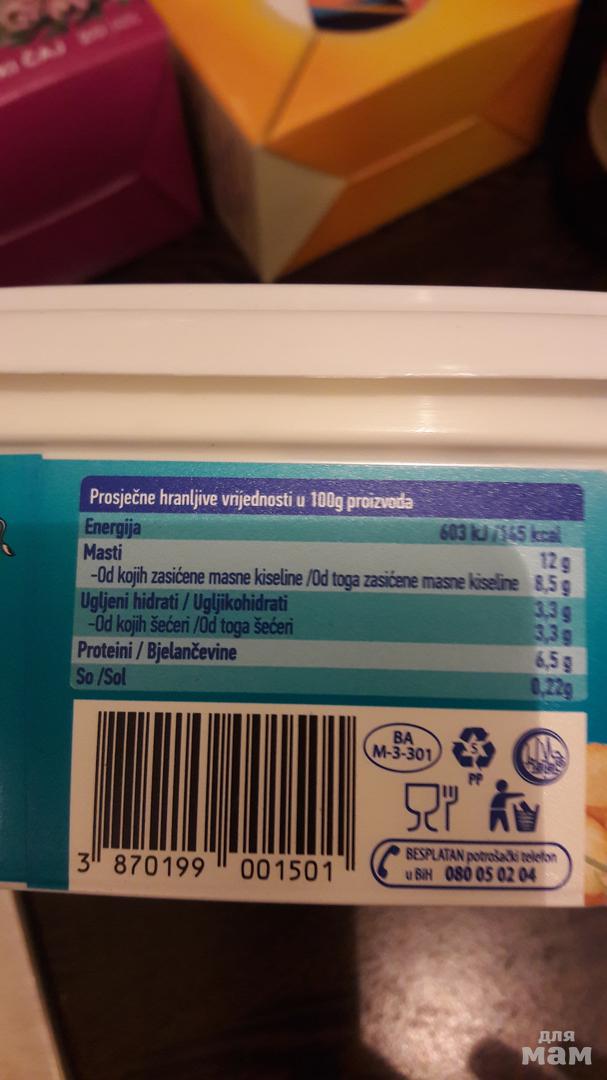 ČAJ
Prosječne hranljive vrijednosti u 100g proizvoda
Energija 603 kJ /145 kcal
Masti 12 g
-Od kojih zasićene masne kiseline /Od toga zasićene masne kiseline 8,5 g
Ugljeni hidrati / Ugljikohidrati 3,3 g
-Od kojih šećeri /Od toga šećeri 3,3 g
Proteini / Bjelančevine 6,5 g
So /Sol 0,22g
BA
M-3-301
5
PP
3 870199 001501
BESPLATAN potrošački telefon
u BiH 080 05 02 04
для
мам